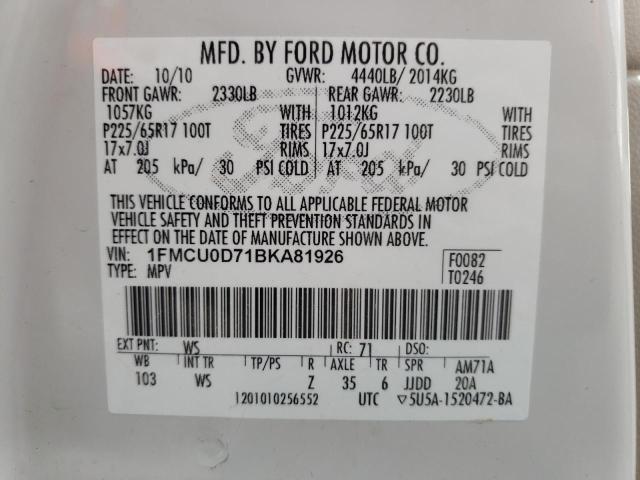 MFD. BY FORD MOTOR CO.
DATE: 10/10 GVWR: 4440LB/ 2014KG
FRONT GAWR: 2330LB REAR GAWR: 2230LB
1057KG WITH 1012KG WITH
P225/65R17 100T TIRES P225/65R17 100T TIRES
17x7.0J RIMS 17x7.0J RIMS
AT 205 kPa/ 30 PSI COLD AT 205 kPa/ 30 PSI COLD
THIS VEHICLE CONFORMS TO ALL APPLICABLE FEDERAL MOTOR
VEHICLE SAFETY AND THEFT PREVENTION STANDARDS IN
EFFECT ON THE DATE OF MANUFACTURE SHOWN ABOVE.
VIN: 1FMCU0D71BKA81926 F0082
TYPE: MPV T0246
EXT PNT: WS RC: 71 DSO:
WB INT TR TP/PS R AXLE TR SPR AM71A
103 WS Z 35 6 JJDD 20A
1201010256552 UTC ▽5U5A-1520472-BA
Ford